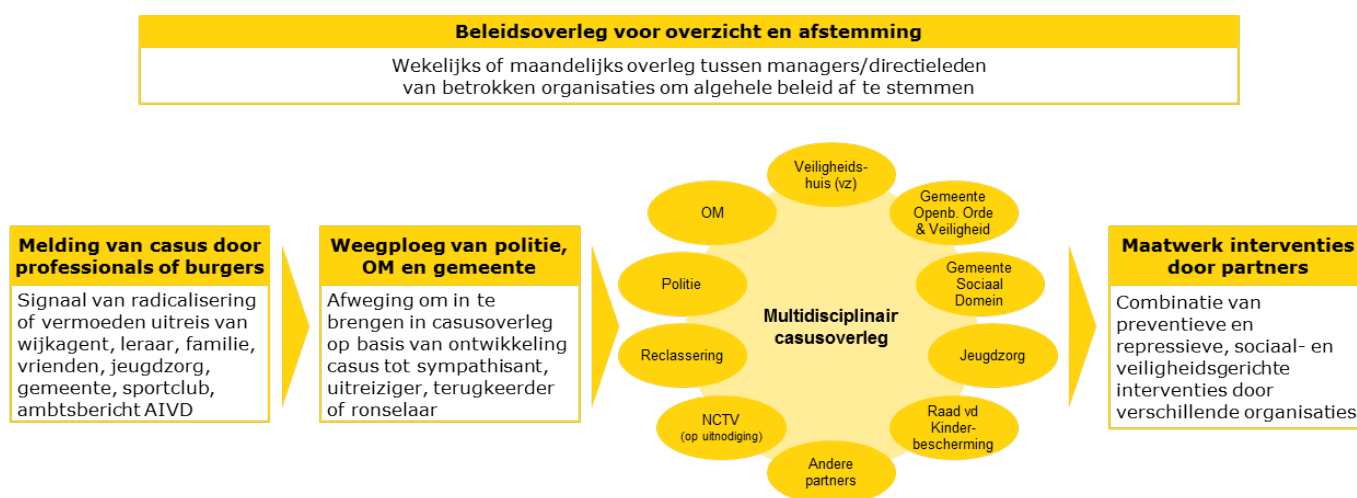 Beleidsoverleg voor overzicht en afstemming
Wekelijks of maandelijks overleg tussen managers/directieleden
van betrokken organisaties om algehele beleid af te stemmen
Melding van casus door
professionals of burgers
Signaal van radicalisering
of vermoeden uitreis van
wijkagent, leraar, familie,
vrienden, jeugdzorg,
gemeente, sportclub,
ambtsbericht AIVD
Weegploeg van politie,
OM en gemeente
Afweging om in te
brengen in casusoverleg
op basis van ontwikkeling
casus tot sympathisant,
uitreiziger, terugkeerder
of ronselaar
Multidisciplinair
casusoverleg
Veiligheids-
huis (vz)
Gemeente
Openb. Orde
& Veiligheid
Gemeente
Sociaal
Domein
Jeugdzorg
Raad vd
Kinder-
bescherming
Andere
partners
NCTV
(op uitnodiging)
Reclassering
Politie
OM
Maatwerk interventies
door partners
Combinatie van
preventieve en
repressieve, sociaal- en
veiligheidsgerichte
interventies door
verschillende organisaties